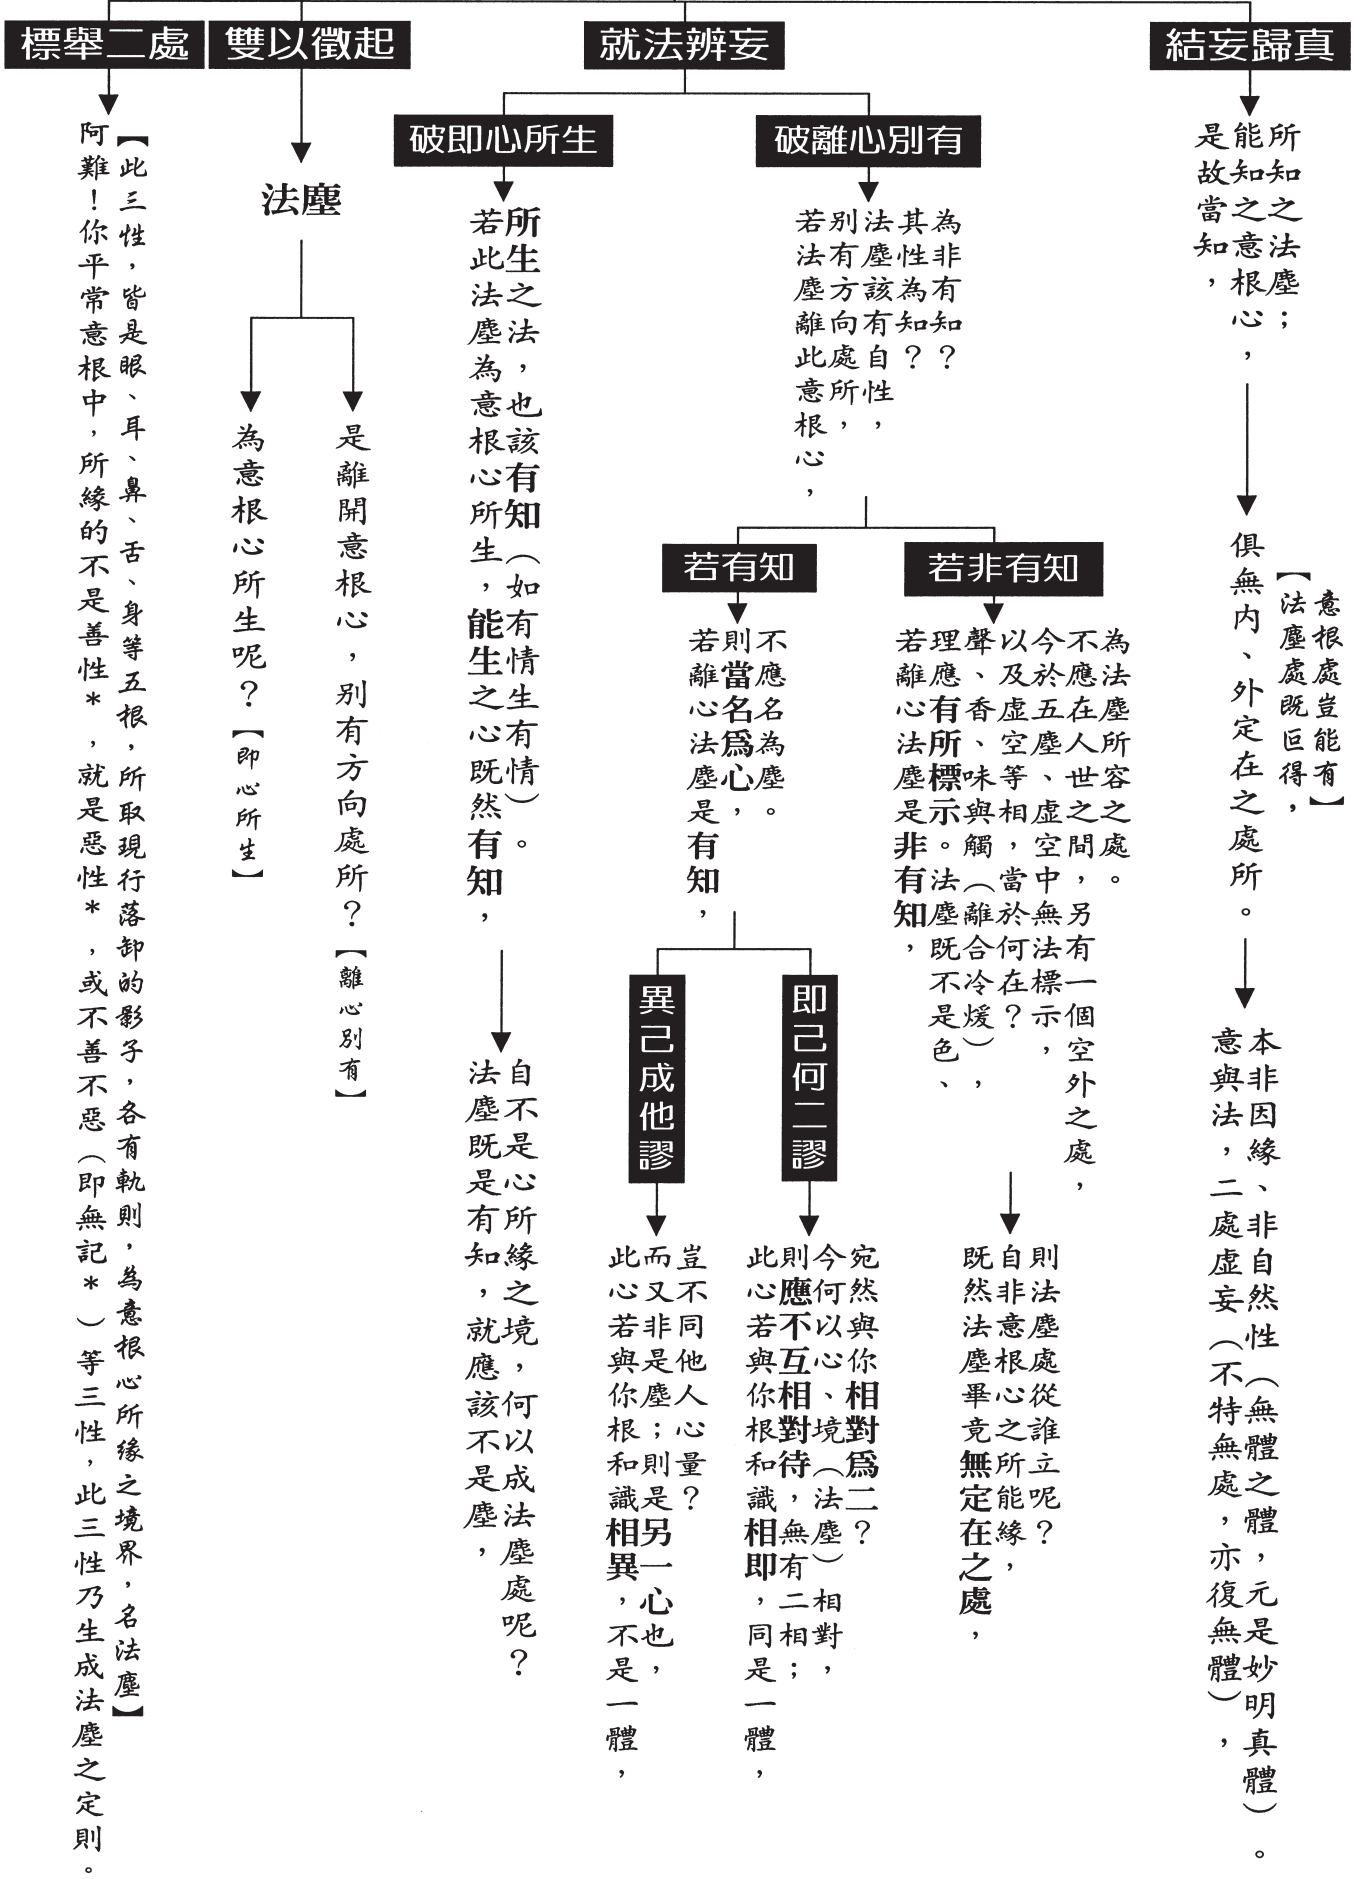 標舉二處
阿難！你平常意根中，所緣的不是善性*，就是惡性*，或不善不惡（即無記*）等三性，此三性乃生成法塵之定則。
【此三性，皆是眼、耳、鼻、舌、身等五根，所取現行落卸的影子，各有軌則，為意根心所緣之境界，名法塵】
雙以徵起
法塵
為意根心所生呢？【即心所生】
是離開意根心，別有方向處所？【離心別有】
就法辨妄
破即心所生
若此法塵為意根心所生，能生之心既然有知，
所生之法，也該有知（如有情生有情）。
法塵既是有知，就應該不是塵，
自不是心所緣之境，何以成法塵處呢？
破離心別有
若法塵離此意根心，
別有方向處所，
法塵該有自性，
其性為知？
為非有知？
若有知
若離心法塵是有知，
則當名爲心，
不應名為塵。
異己成他謬
此心若與你根和識相異，不是一體，
而又非是塵；則是另一心也，
豈不同他人心量？
即己何二謬
此心若與你根和識相即，同是一體，
則應不互相對待，無有二相；
今何以心、境（法塵）相對，
宛然與你相對爲二？
若非有知
若離心法塵是非有知，
理應有所標示。法塵既不是色、
聲、香、味與觸（離合冷煖），
以及虛空等相，當於何在？
今於五塵、虛空中無法標示，
不應在人世之間，另有一個空外之處，
為法塵所容之處。
既然法塵畢竟無定在之處，
自非意根心之所能緣，
則法塵處從誰立呢？
結妄歸真
是故當知，
能知之意根心，
所知之法塵；
俱無內、外定在之處所。
【法塵處既叵得，
意根處豈能有】
意與法，二處虛妄（不特無處，亦復無體），
本非因緣、非自然性（無體之體，元是妙明真體）。